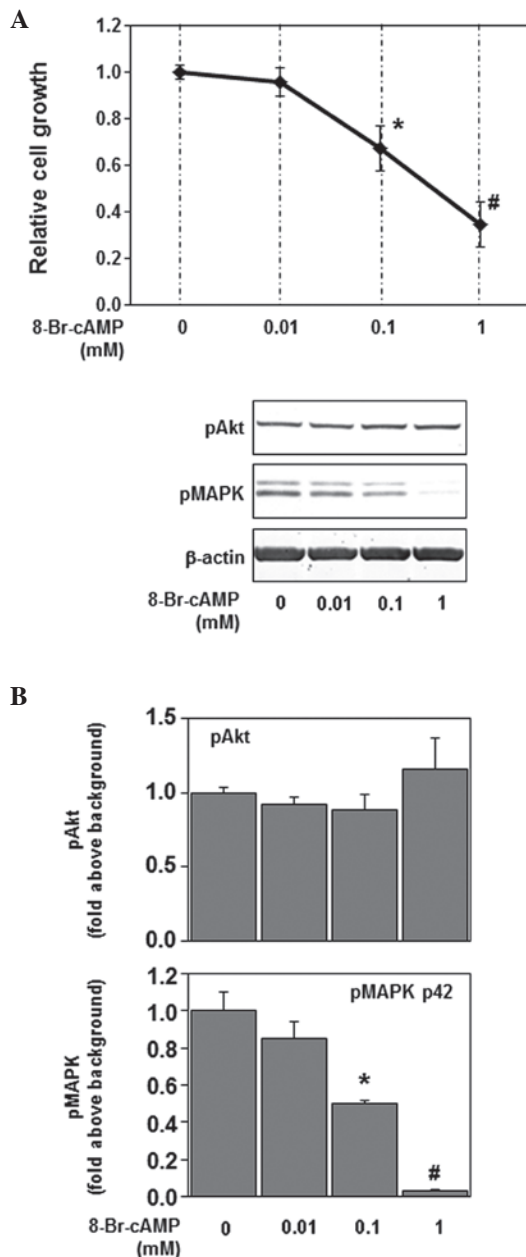 A
1.2
1.0
0.8
0.6
0.4
0.2
0.0
Relative cell growth
*
#
8-Br-cAMP
(mM)
0 0.01 0.1 1
pAkt
pMAPK
β-actin
8-Br-cAMP
(mM)
0 0.01 0.1 1
B
1.5
1.0
0.5
0.0
pAkt
(fold above background)
pAkt
1.2
1.0
0.8
0.6
0.4
0.2
0.0
pMAPK
(fold above background)
pMAPK p42
*
#
8-Br-cAMP
(mM)
0 0.01 0.1 1